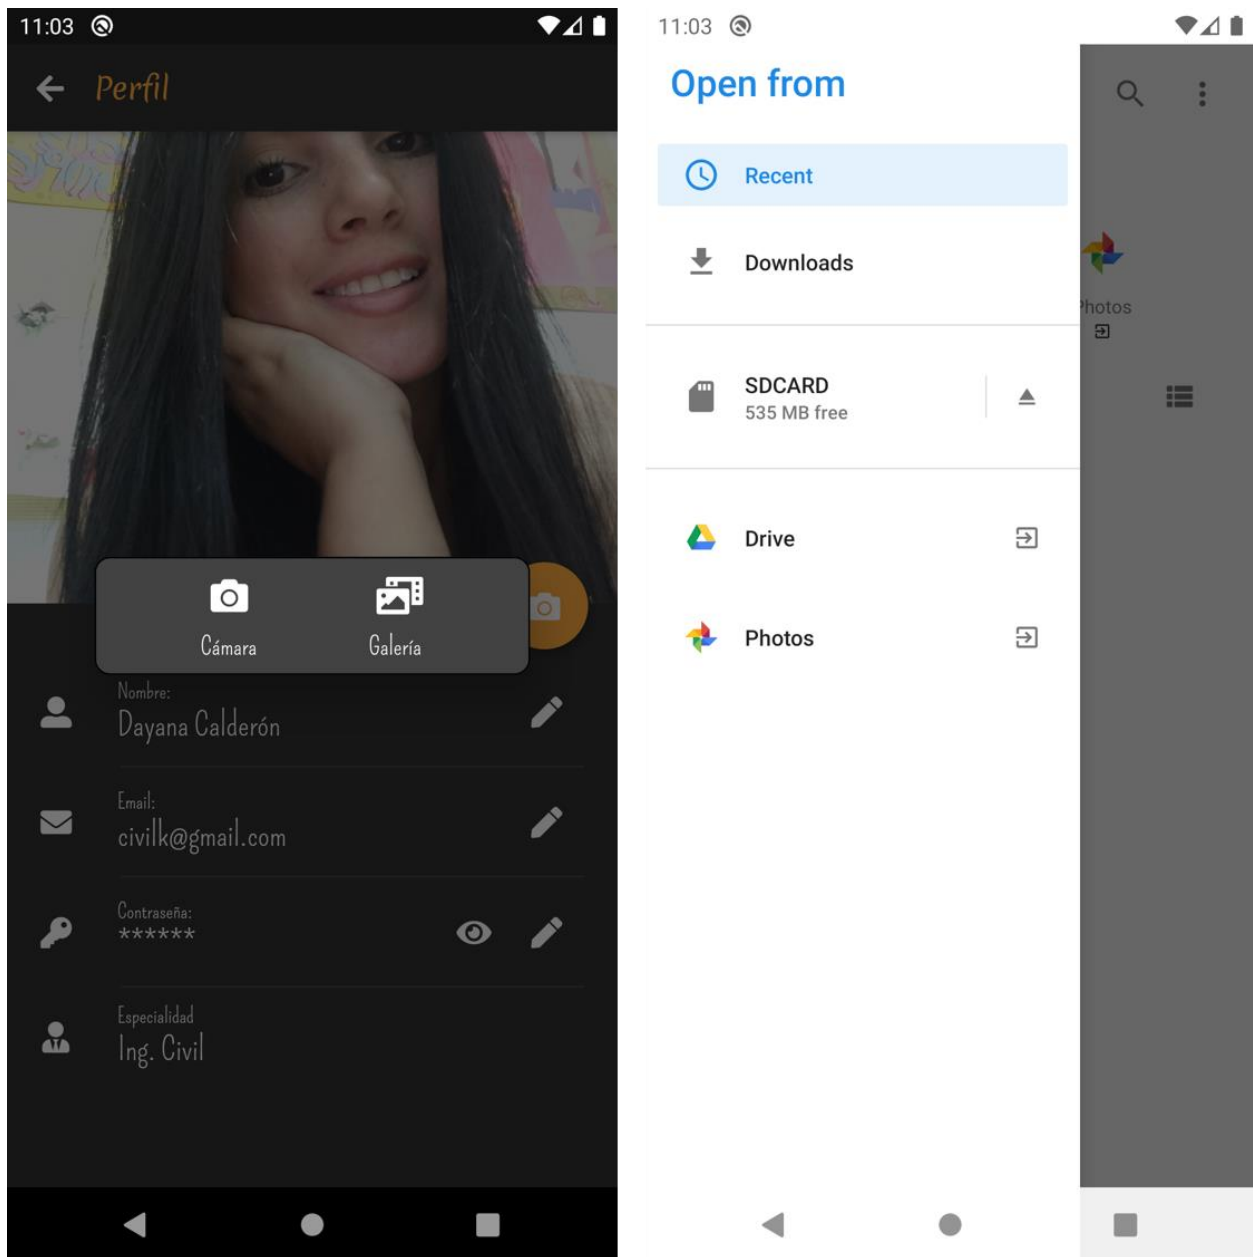 11:03
Perfil
Cámara
Galería
Nombre:
Dayana Calderón
Email:
civilk@gmail.com
Contraseña:
******
Especialidad
Ing. Civil
11:03
Open from
Recent
Downloads
SDCARD
535 MB free
Drive
Photos
Photos